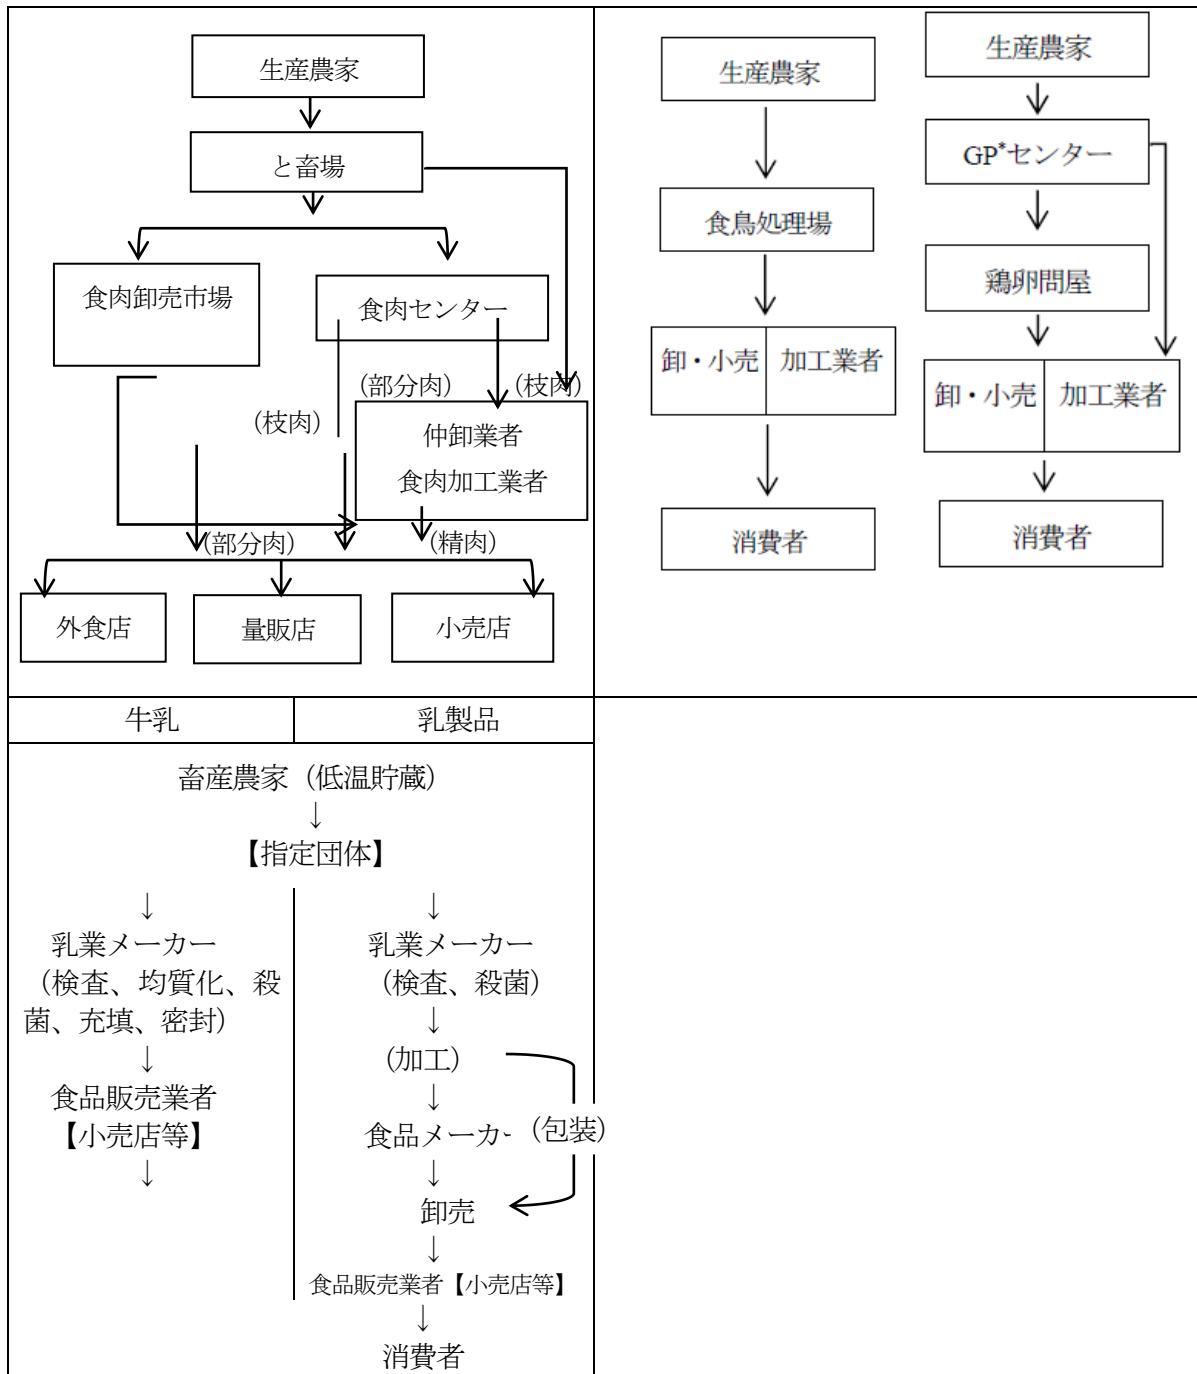 生産農家
と畜場
食肉卸売市場
食肉センター
(部分肉)
(枝肉)
(枝肉)
仲卸業者
食肉加工業者
(部分肉)
(精肉)
外食店
量販店
小売店
生産農家
食鳥処理場
卸・小売
加工業者
消費者
生産農家
GP*センター
鶏卵問屋
卸・小売
加工業者
消費者
牛乳
乳製品
畜産農家（低温貯蔵）
↓
【指定団体】
↓
乳業メーカー
（検査、均質化、殺
菌、充填、密封）
↓
食品販売業者
【小売店等】
↓
↓
乳業メーカー
（検査、殺菌）
↓
（加工）
↓
食品メーカー
（包装）
↓
卸売
↓
食品販売業者【小売店等】
↓
消費者